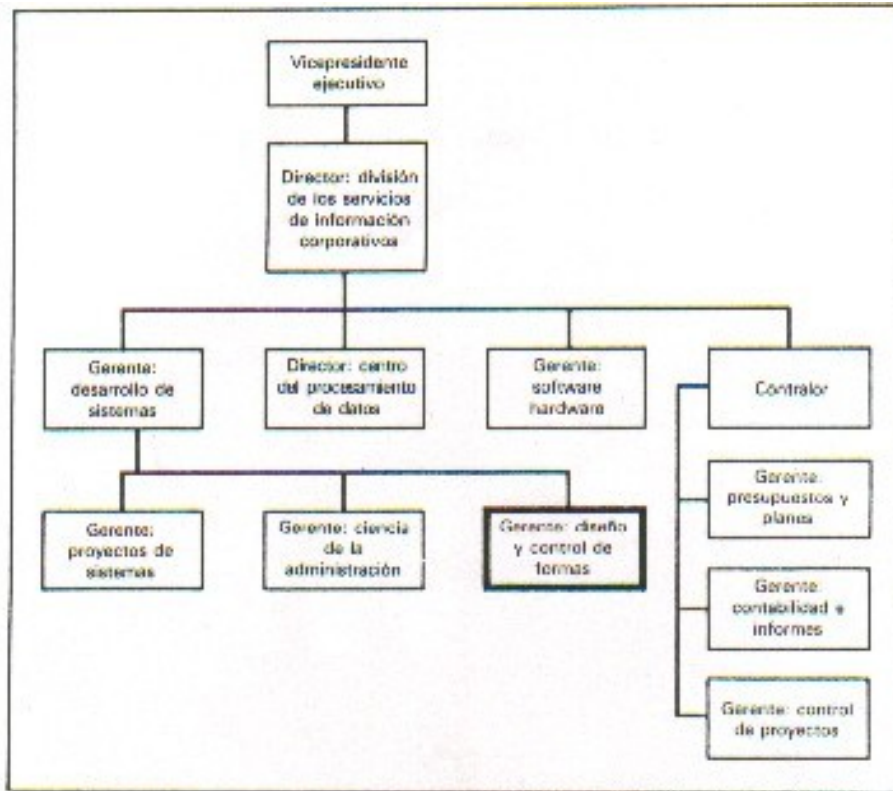 Vicepresidente
ejecutivo
Director: división
de los servicios
de información
corporativos
Gerente:
desarrollo de
sistemas
Director: centro
del procesamiento
de datos
Gerente:
software
hardware
Contralor
Gerente:
proyectos de
sistemas
Gerente: ciencia
de la
administración
Gerente: diseño
y control de
formas
Gerente:
presupuestos y
planes
Gerente:
contabilidad e
informes
Gerente: control
de proyectos